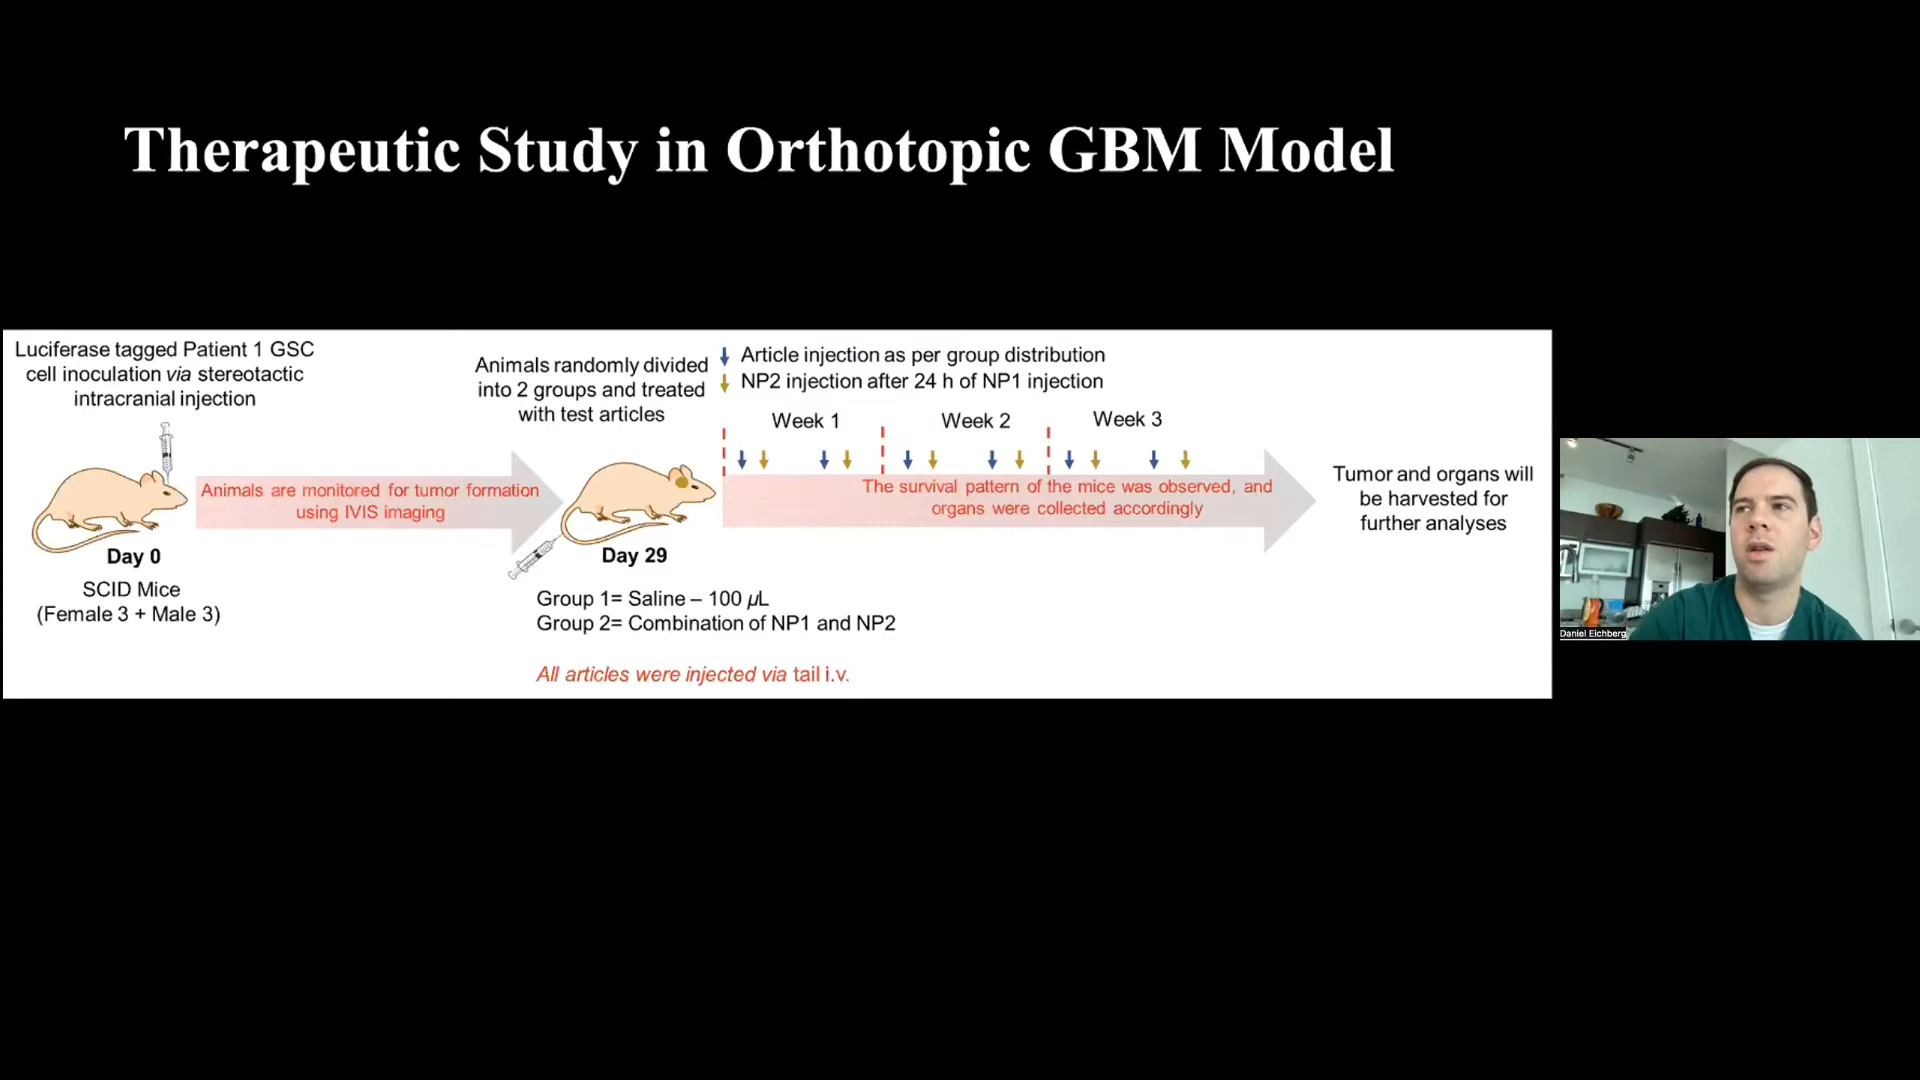 Therapeutic Study in Orthotopic GBM Model
Luciferase tagged Patient 1 GSC
cell inoculation via stereotactic
intracranial injection
Animals are monitored for tumor formation
using IVIS imaging
Day 0
SCID Mice
(Female 3 + Male 3)
Animals randomly divided
into 2 groups and treated
with test articles
Day 29
Group 1= Saline – 100 µL
Group 2= Combination of NP1 and NP2
All articles were injected via tail i.v.
Article injection as per group distribution
NP2 injection after 24 h of NP1 injection
Week 1
Week 2
Week 3
The survival pattern of the mice was observed, and
organs were collected accordingly
Tumor and organs will
be harvested for
further analyses
Daniel Eichberg